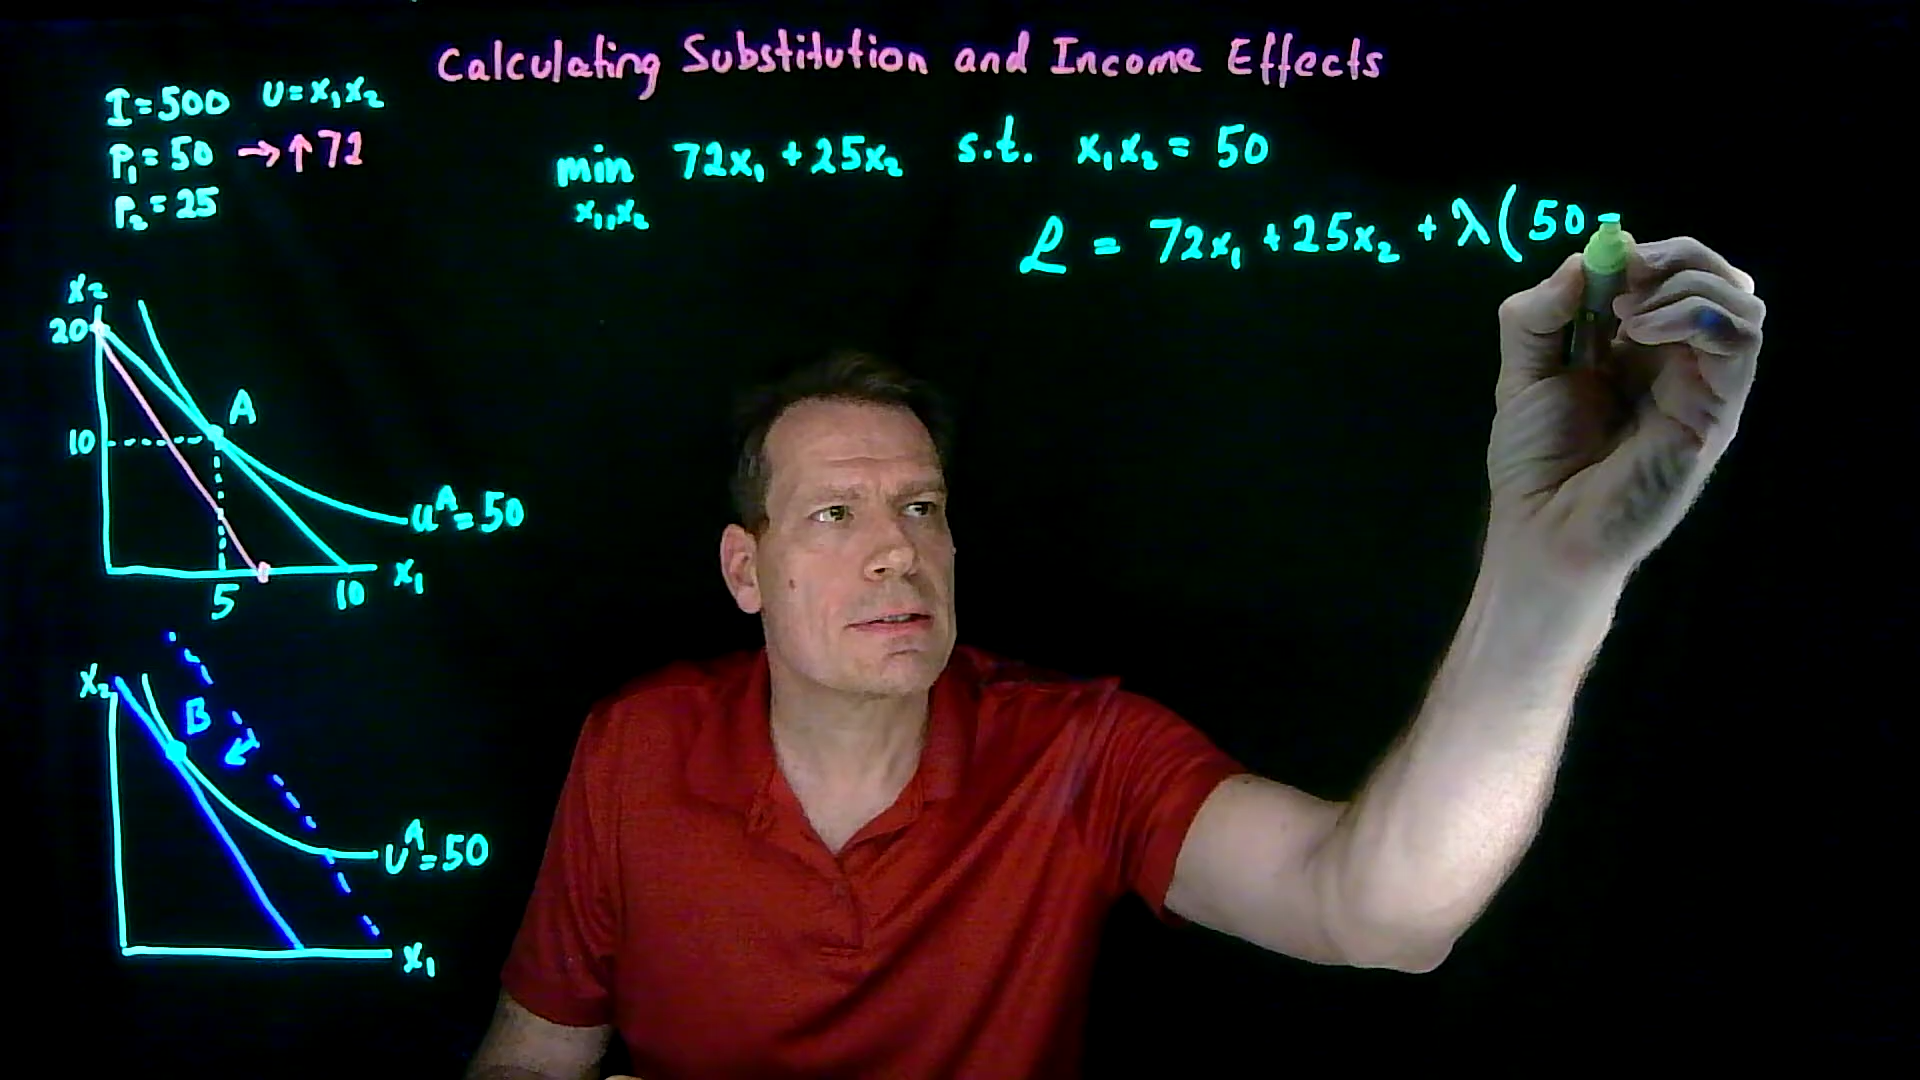 Calculating Substitution and Income Effects
I=500 U=x₁x₂
P₁=50 →↑72
P₂=25
min 72x₁+25x₂ s.t. x₁x₂=50
x₁,x₂
ℒ = 72x₁+25x₂+λ(50-
x₂
20
A
10
uᴬ=50
5
10
x₁
x₂
B
Uᴬ=50
x₁